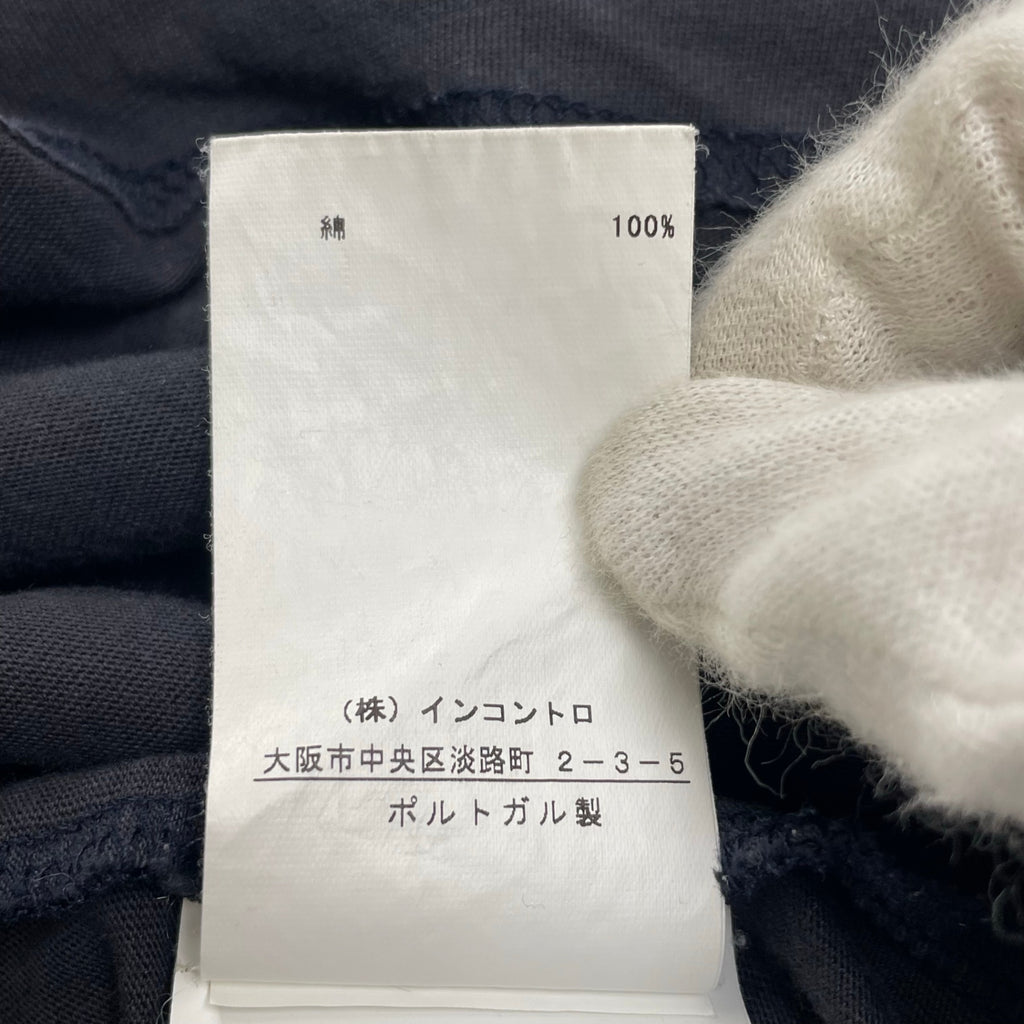 綿 100%
(株) インコントロ
大阪市中央区淡路町 2-3-5
ポルトガル製